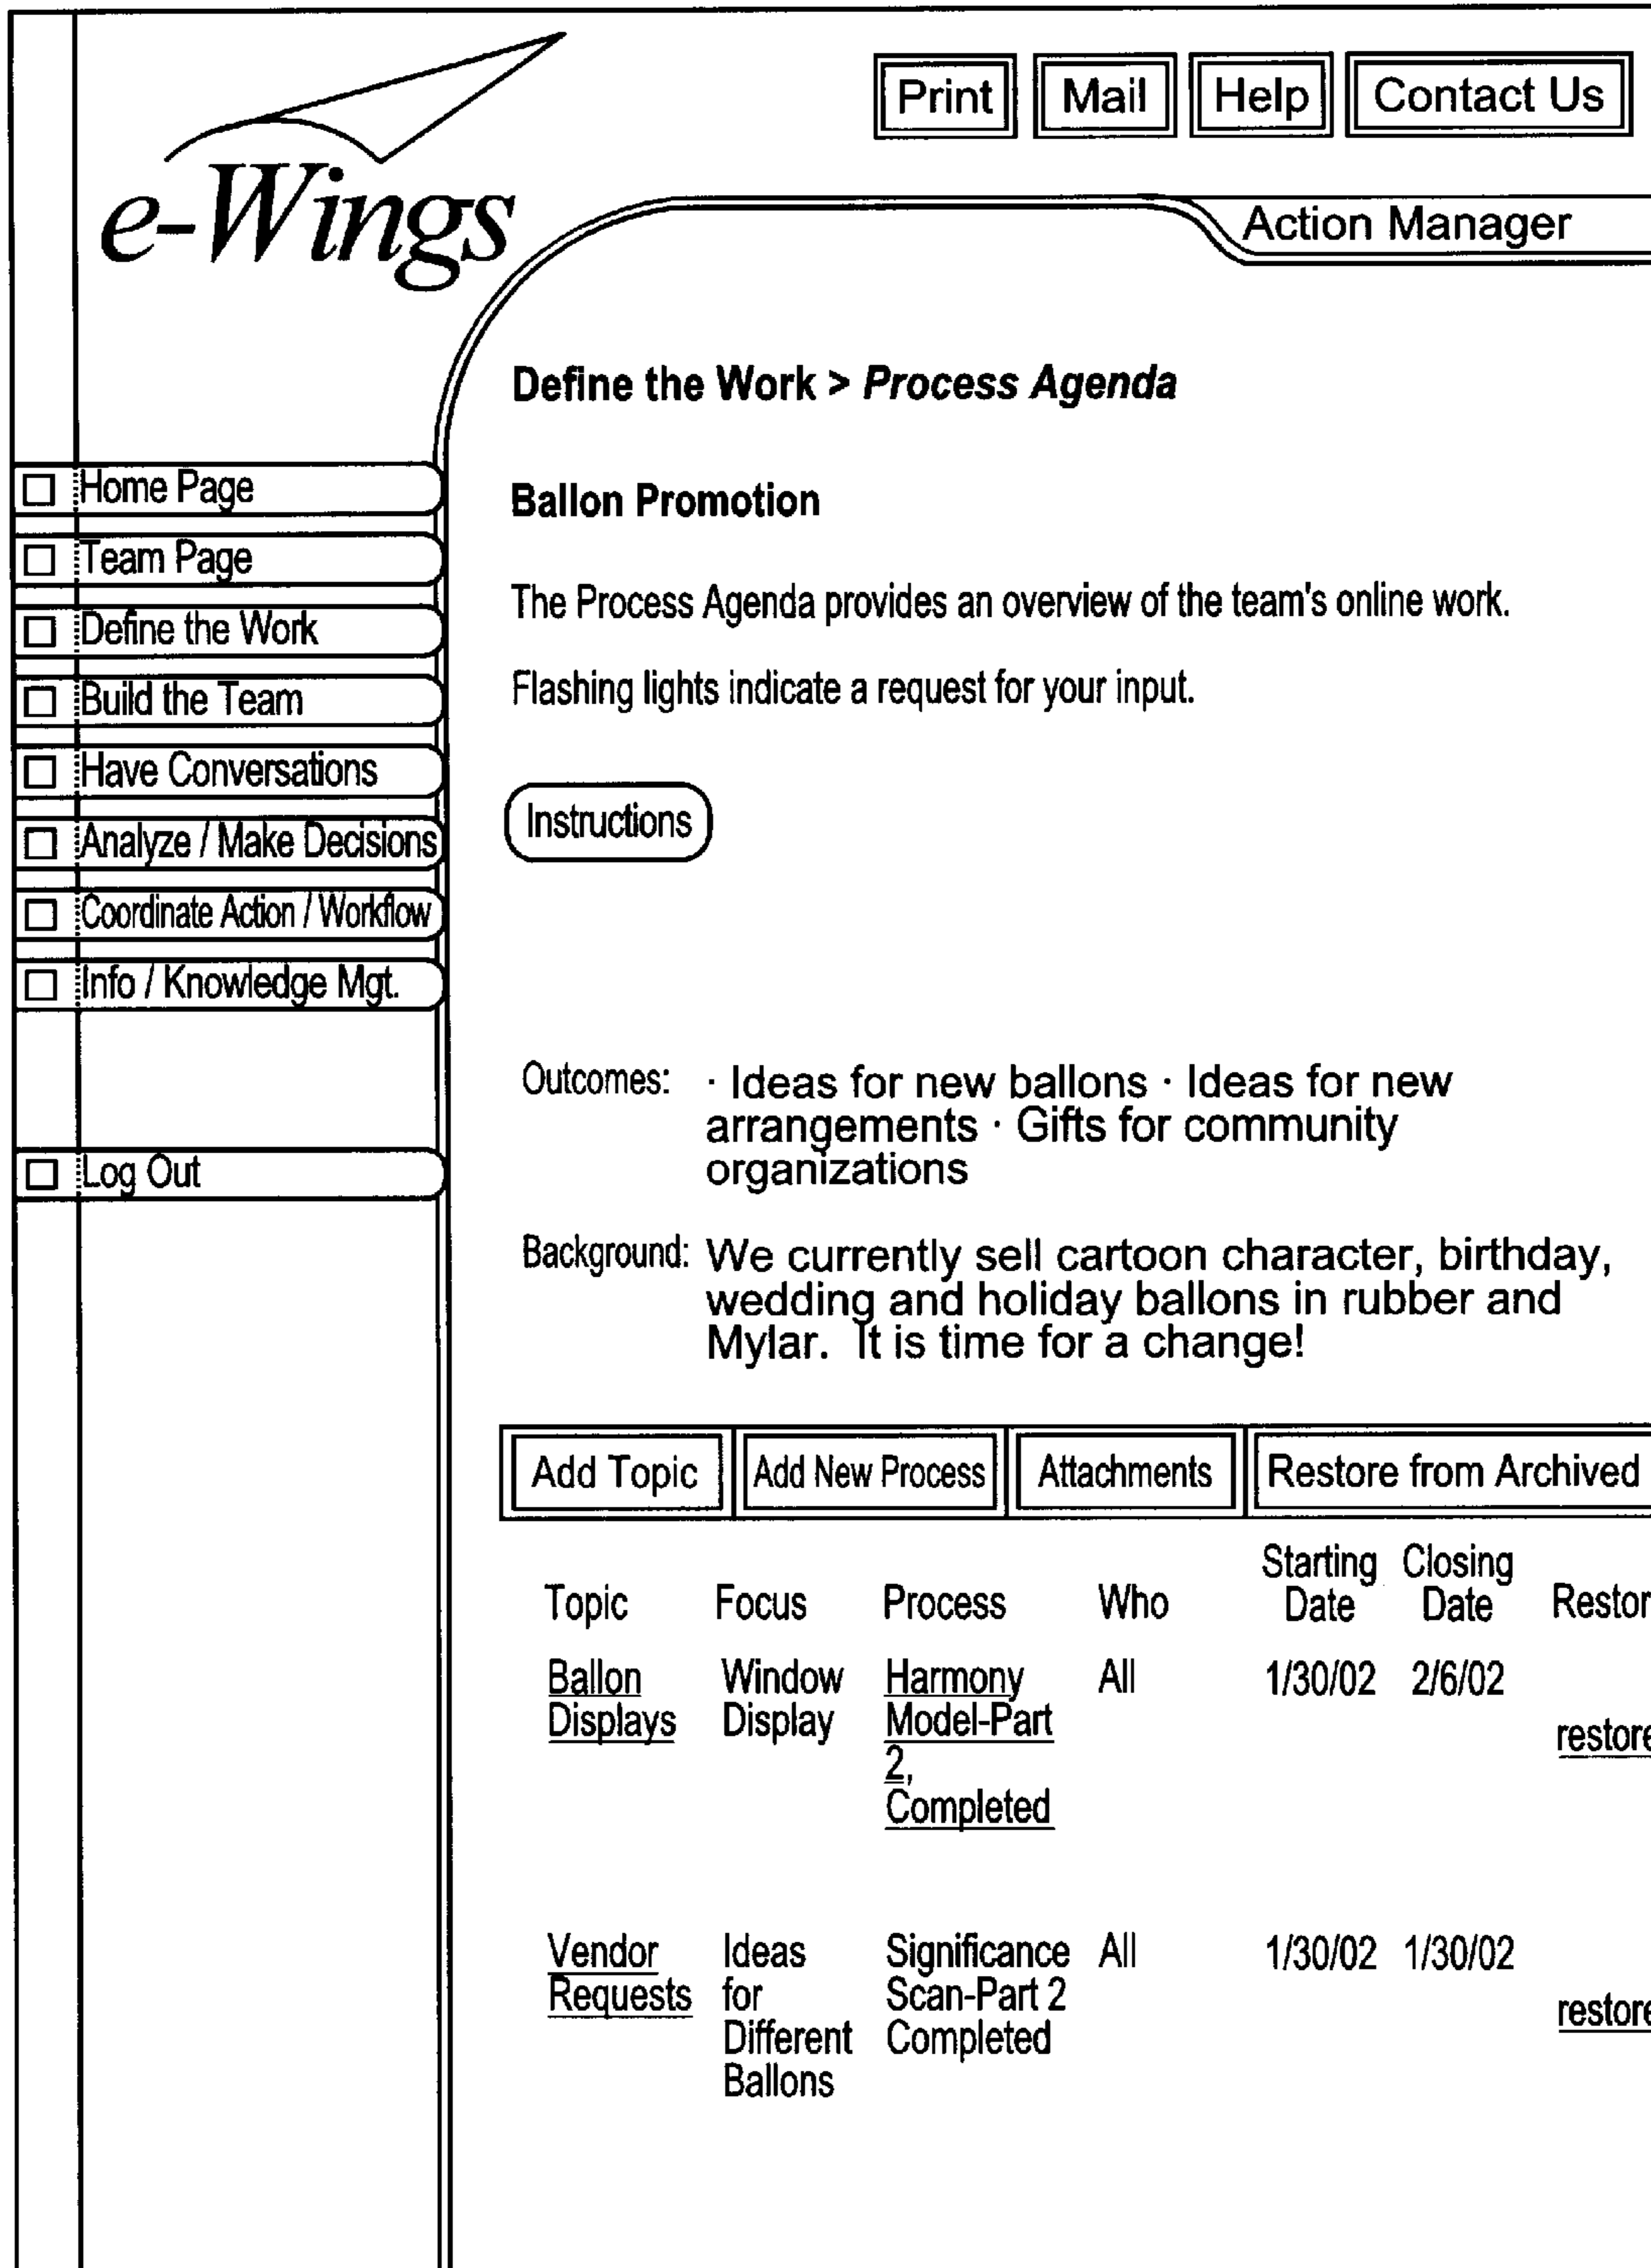 Print Mail Help Contact Us
e-Wings
Action Manager
Define the Work > Process Agenda
Home Page
Team Page
Define the Work
Build the Team
Have Conversations
Analyze / Make Decisions
Coordinate Action / Workflow
Info / Knowledge Mgt.
Log Out
Ballon Promotion
The Process Agenda provides an overview of the team's online work.
Flashing lights indicate a request for your input.
Instructions
Outcomes: · Ideas for new ballons · Ideas for new
arrangements · Gifts for community
organizations
Background: We currently sell cartoon character, birthday,
wedding and holiday ballons in rubber and
Mylar. It is time for a change!
Add Topic Add New Process Attachments Restore from Archived
Starting Closing
Topic Focus Process Who Date Date Restor
Ballon Window Harmony All 1/30/02 2/6/02
Displays Display Model-Part
restore
2,
Completed
Vendor Ideas Significance All 1/30/02 1/30/02
Requests for Scan-Part 2
restore
Different Completed
Ballons